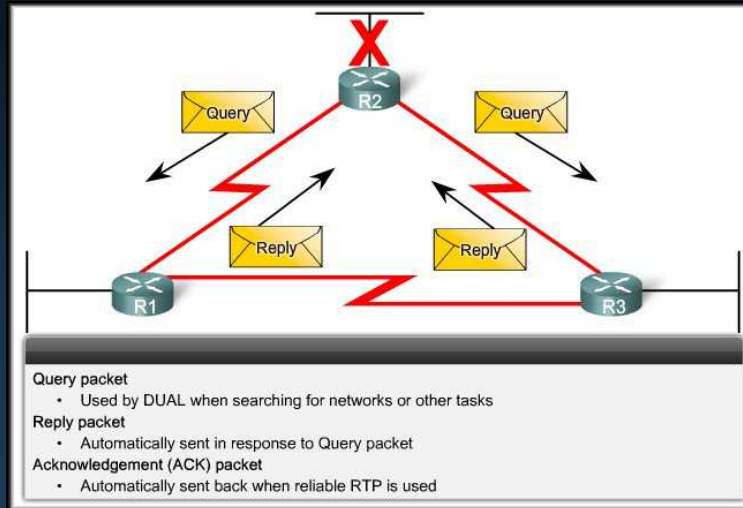 Query
Query
R2
Reply
Reply
R1
R3
Query packet
• Used by DUAL when searching for networks or other tasks
Reply packet
• Automatically sent in response to Query packet
Acknowledgement (ACK) packet
• Automatically sent back when reliable RTP is used